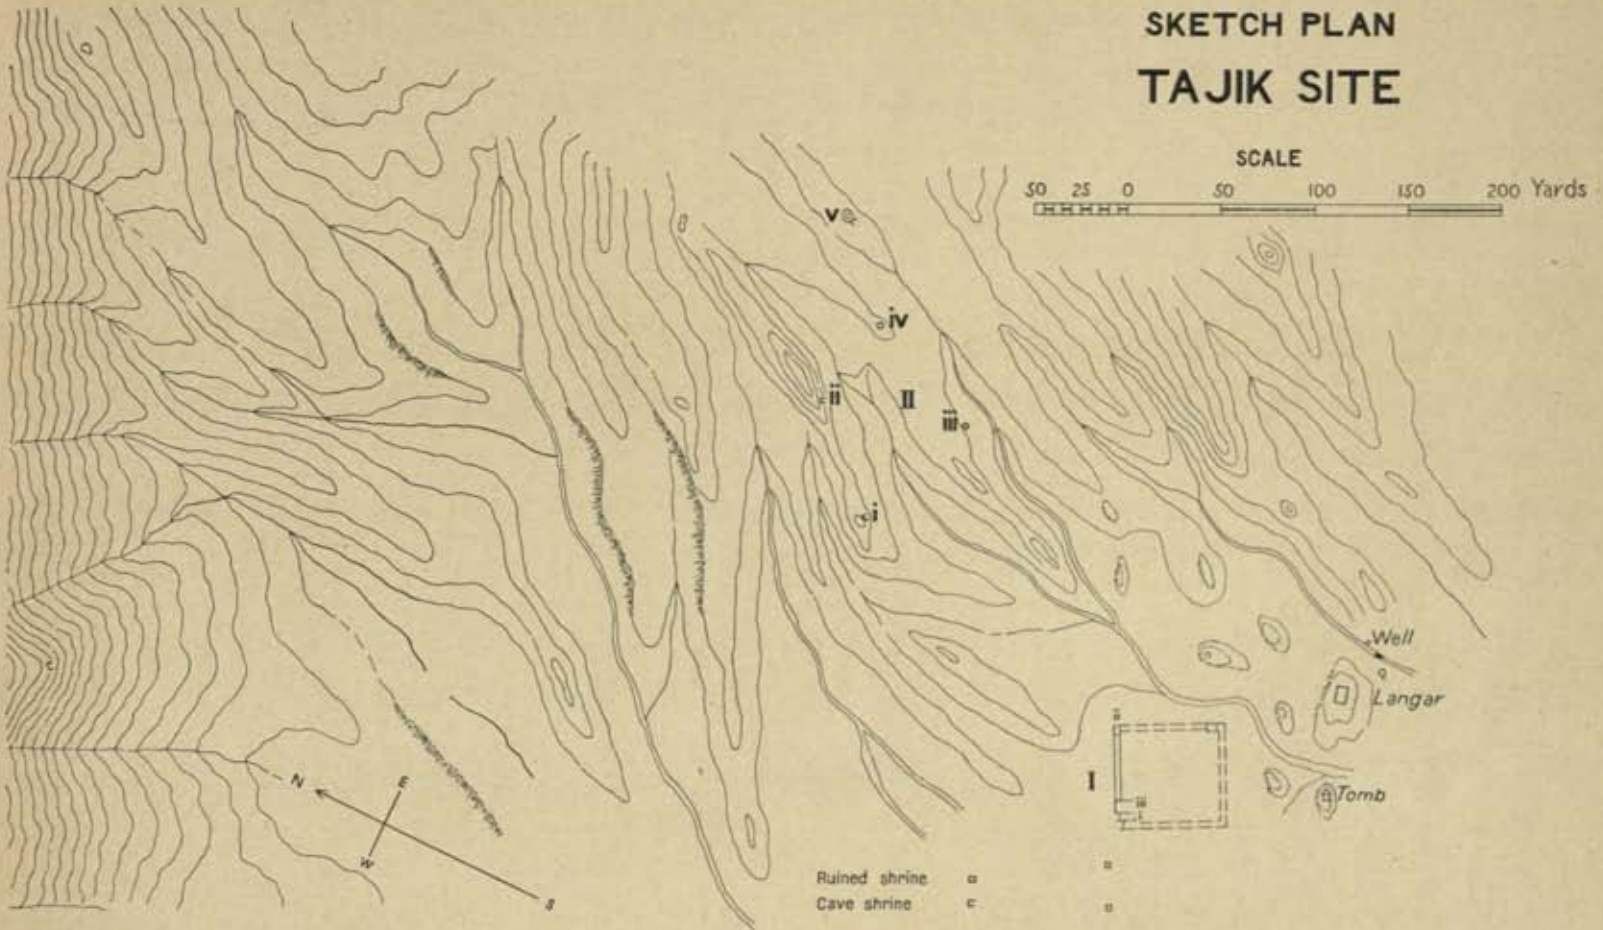 SKETCH PLAN
TAJIK SITE
SCALE
50 25 0 50 100 150 200 Yards
V
iv
ii
II
iii
i
Well
Langar
i
I
iii
Tomb
N
E
W
S
Ruined shrine
Cave shrine